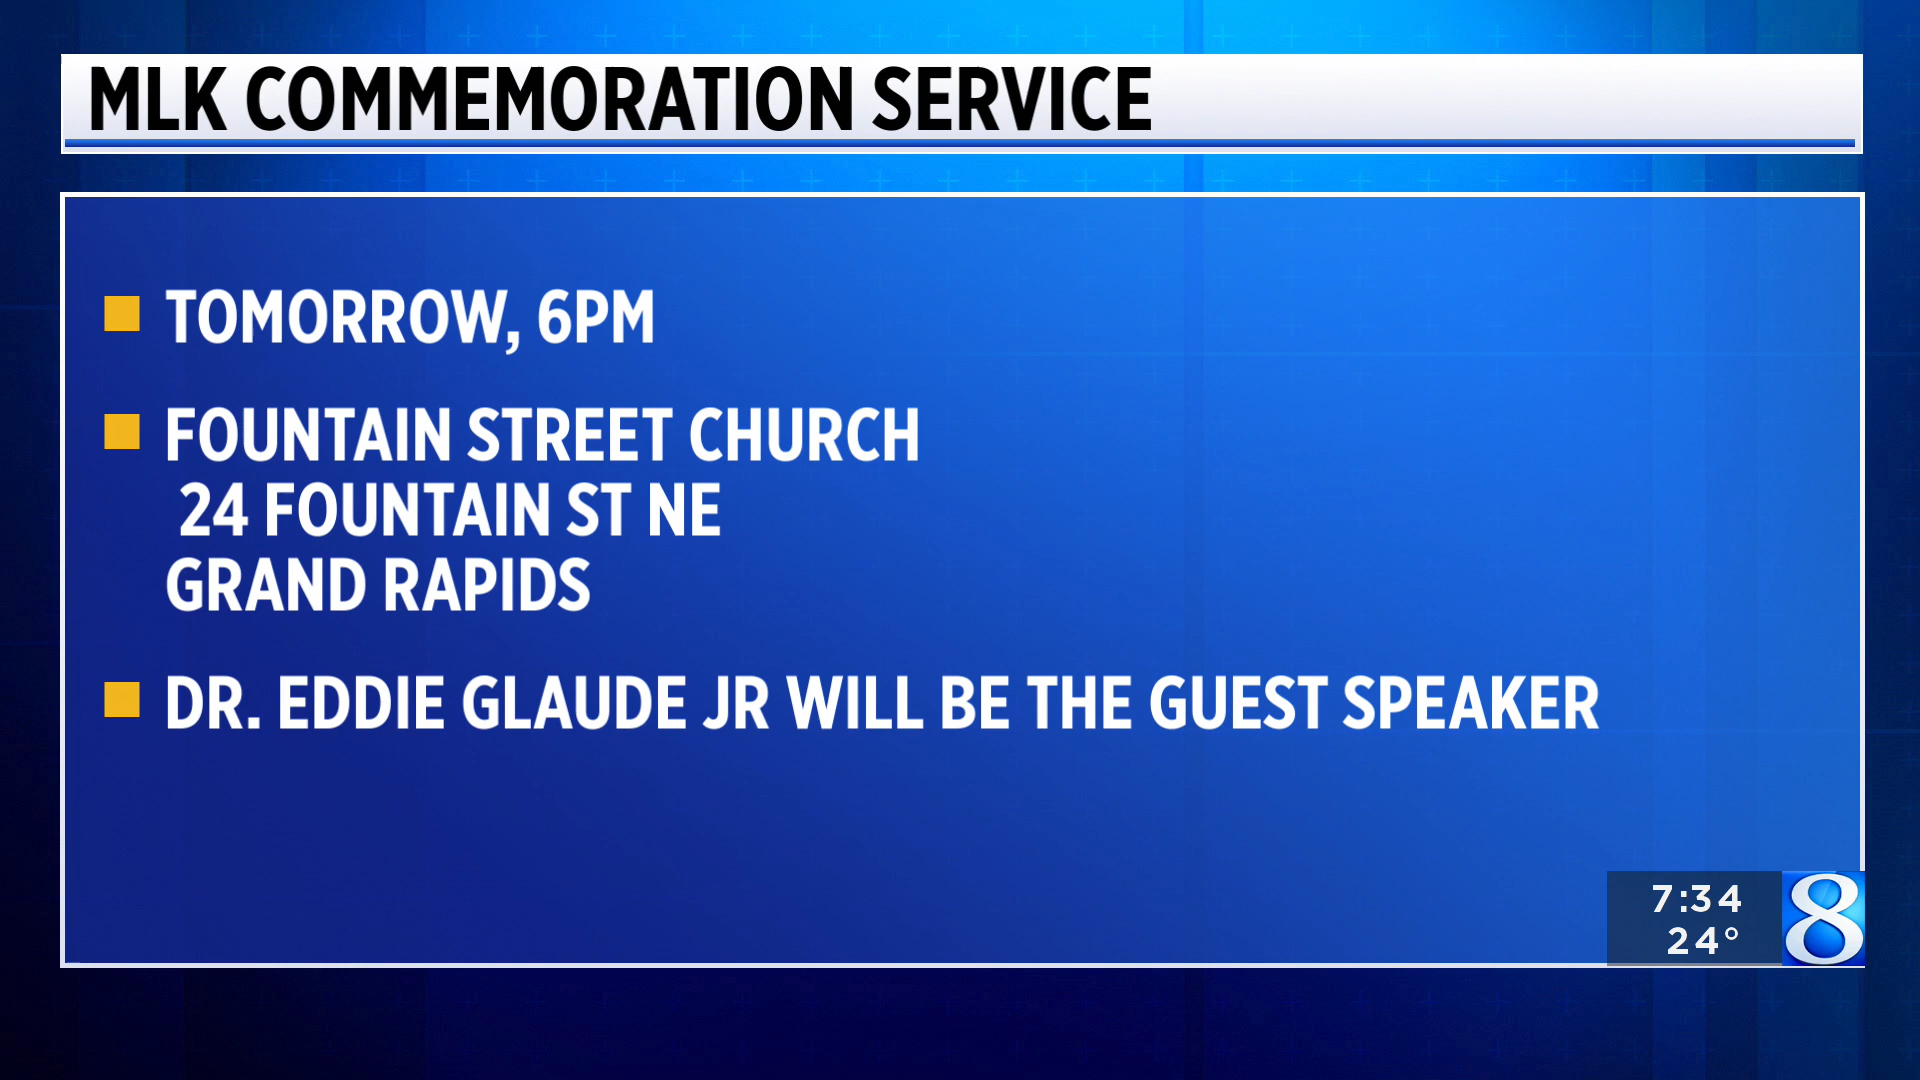 MLK COMMEMORATION SERVICE
TOMORROW, 6PM
FOUNTAIN STREET CHURCH
24 FOUNTAIN ST NE
GRAND RAPIDS
DR. EDDIE GLAUDE JR WILL BE THE GUEST SPEAKER
7:34
24°
8